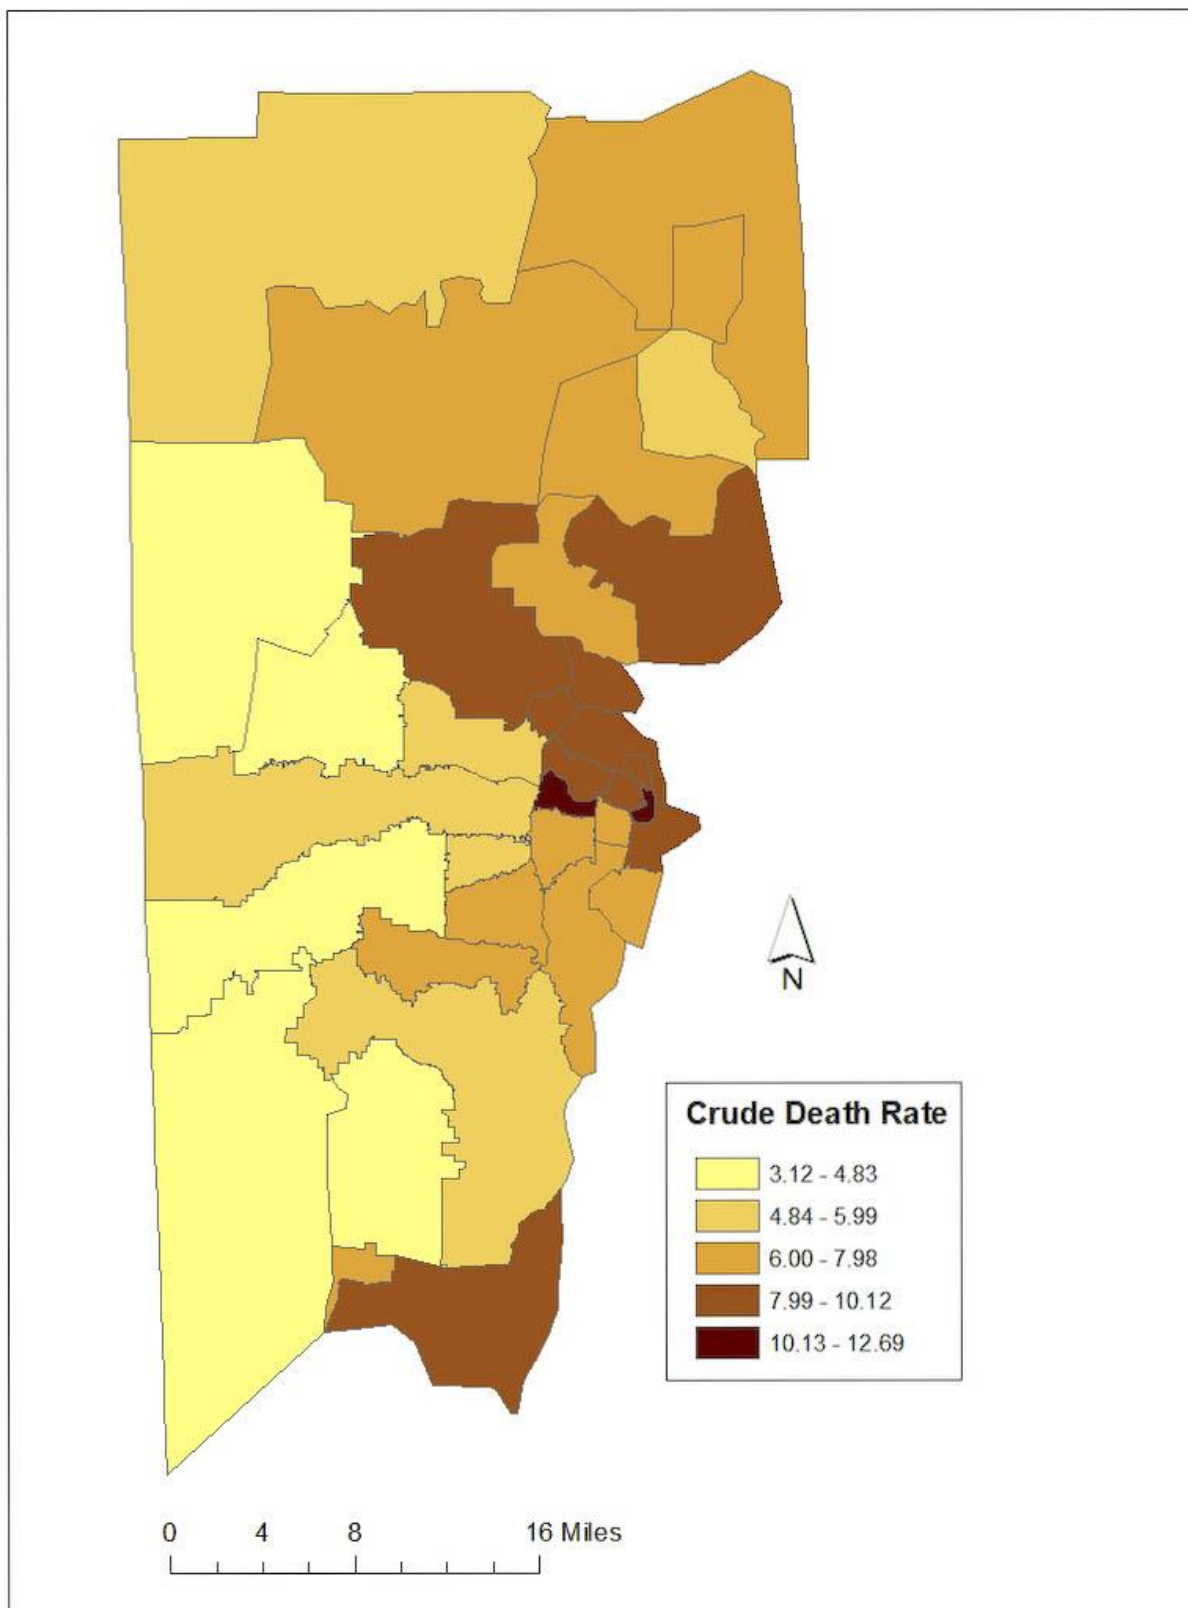 N
Crude Death Rate
3.12 - 4.83
4.84 - 5.99
6.00 - 7.98
7.99 - 10.12
10.13 - 12.69
0 4 8 16 Miles